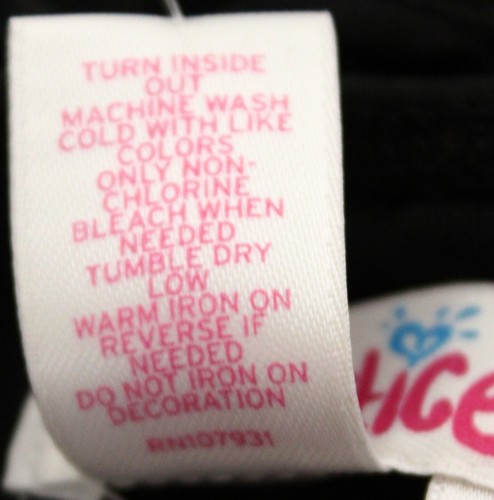 TURN INSIDE
OUT
MACHINE WASH
COLD WITH LIKE
COLORS
ONLY NON-
CHLORINE
BLEACH WHEN
NEEDED
TUMBLE DRY
LOW
WARM IRON ON
REVERSE IF
NEEDED
DO NOT IRON ON
DECORATION
RN107931